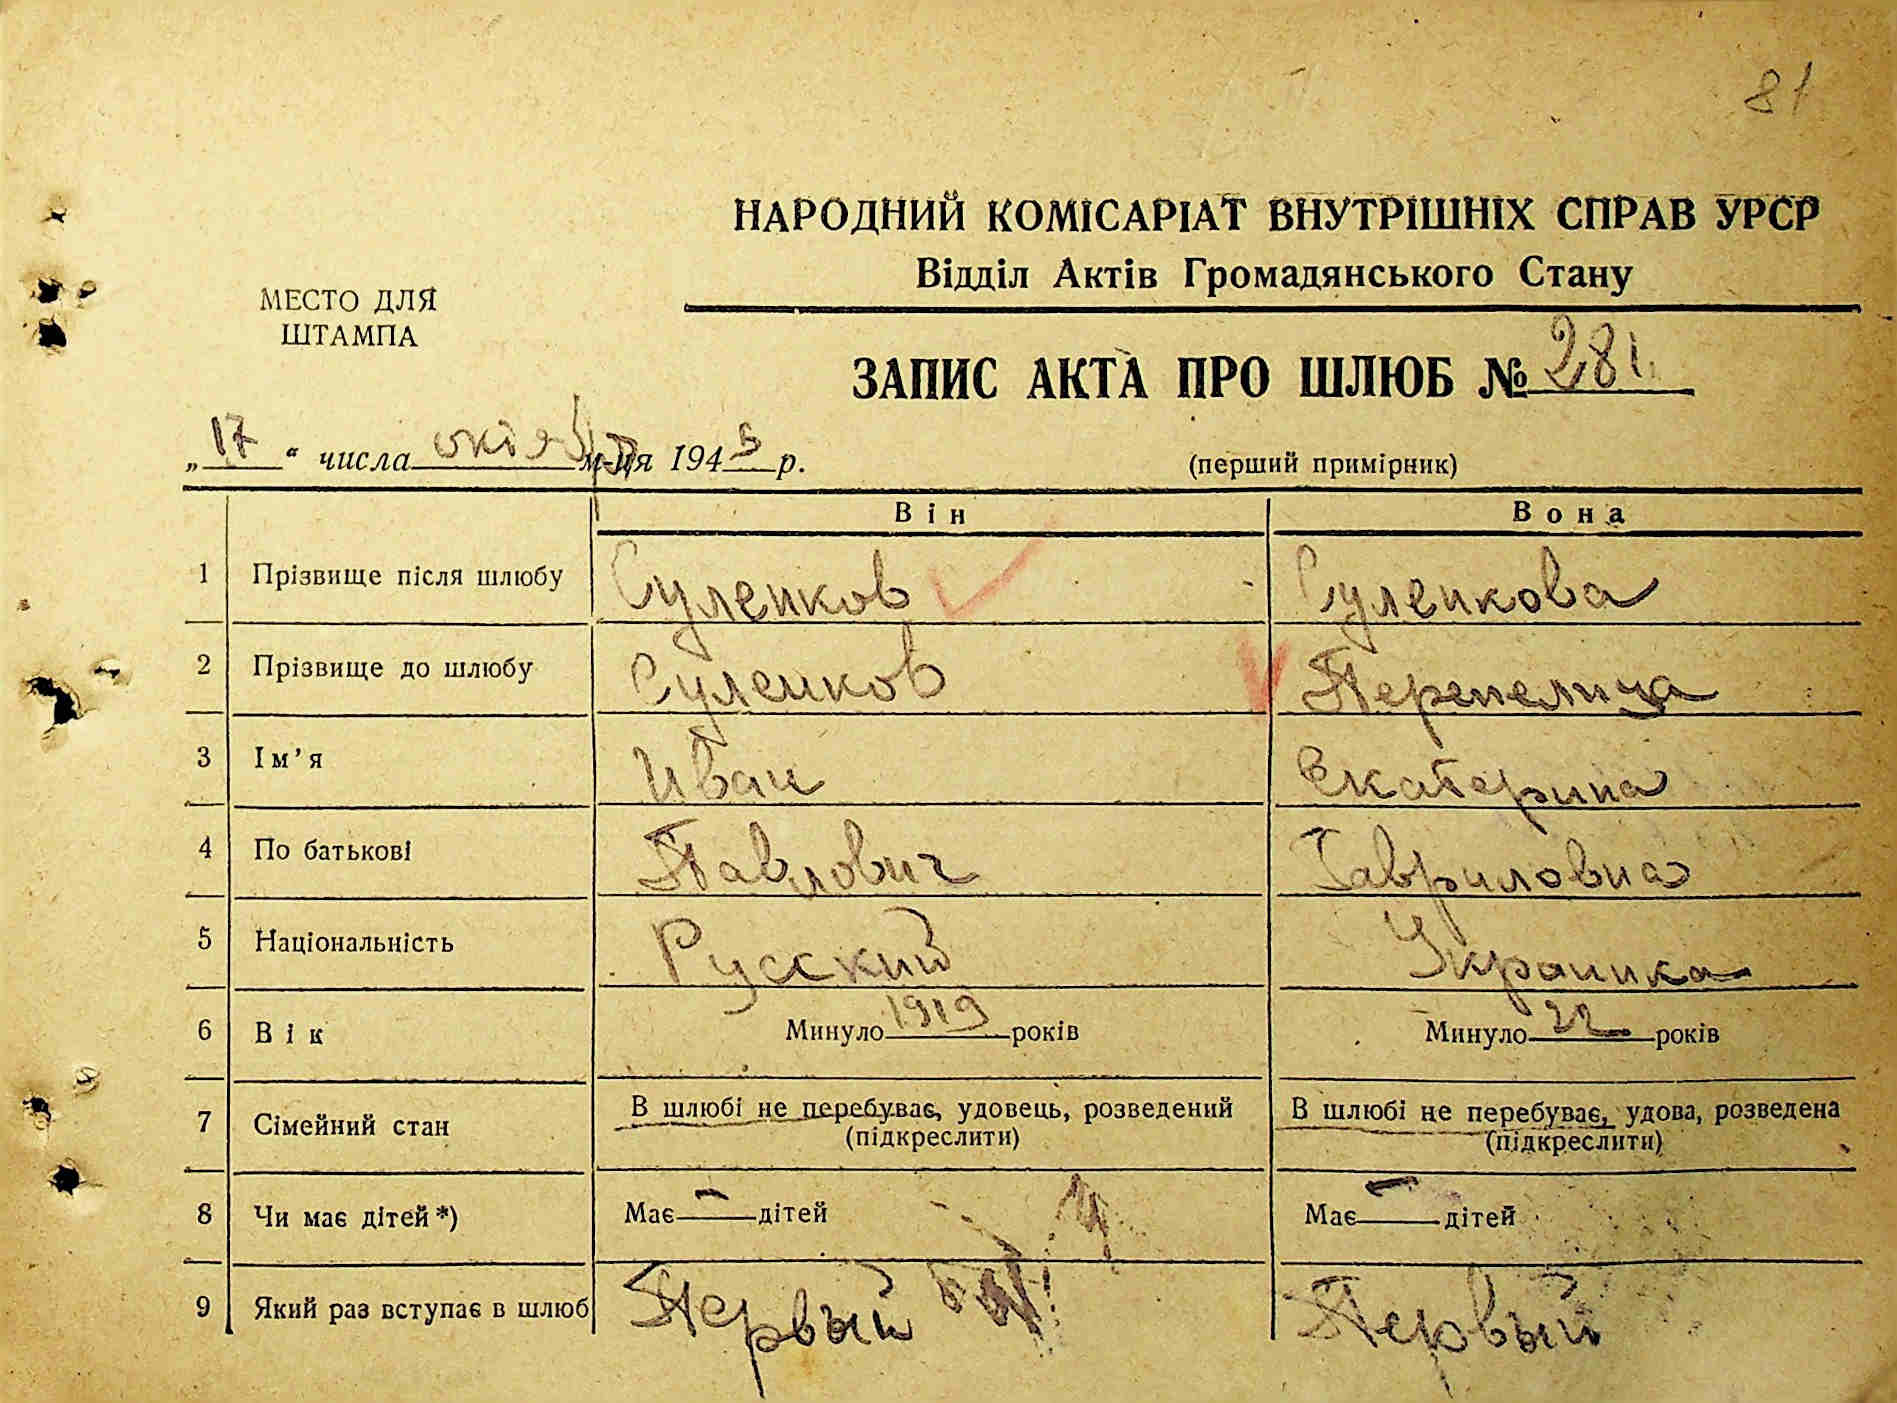 81
НАРОДНИЙ КОМІСАРІАТ ВНУТРІШНІХ СПРАВ УРСР
Відділ Актів Громадянського Стану
МЕСТО ДЛЯ
ШТАМПА
ЗАПИС АКТА ПРО ШЛЮБ № 281
„ 17 “ числа октября м-ця 1945 р.
(перший примірник)
Він Вона
1 Прізвище після шлюбу Суленков Суленкова
2 Прізвище до шлюбу Суленков Перепелица
3 Ім'я Иван Екатерина
4 По батькові Павлович Гавриловна
5 Національність Русский Украинка
6 Вік Минуло 1919 років Минуло 22 років
7 Сімейний стан В шлюбі не перебуває, удовець, розведений В шлюбі не перебуває, удова, розведена
(підкреслити) (підкреслити)
8 Чи має дітей *) Має — дітей Має — дітей
9 Який раз вступає в шлюб Первый Первый